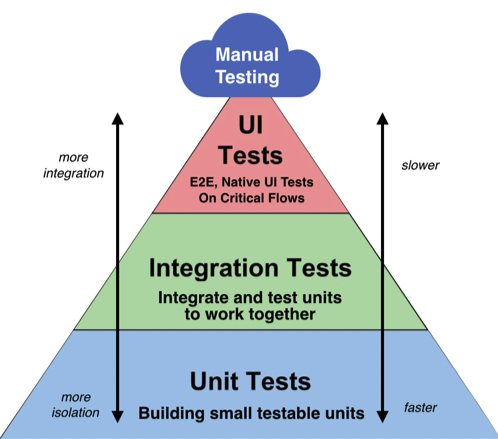 Manual
Testing
UI
Tests
E2E, Native UI Tests
On Critical Flows
more
integration
slower
Integration Tests
Integrate and test units
to work together
Unit Tests
Building small testable units
more
isolation
faster